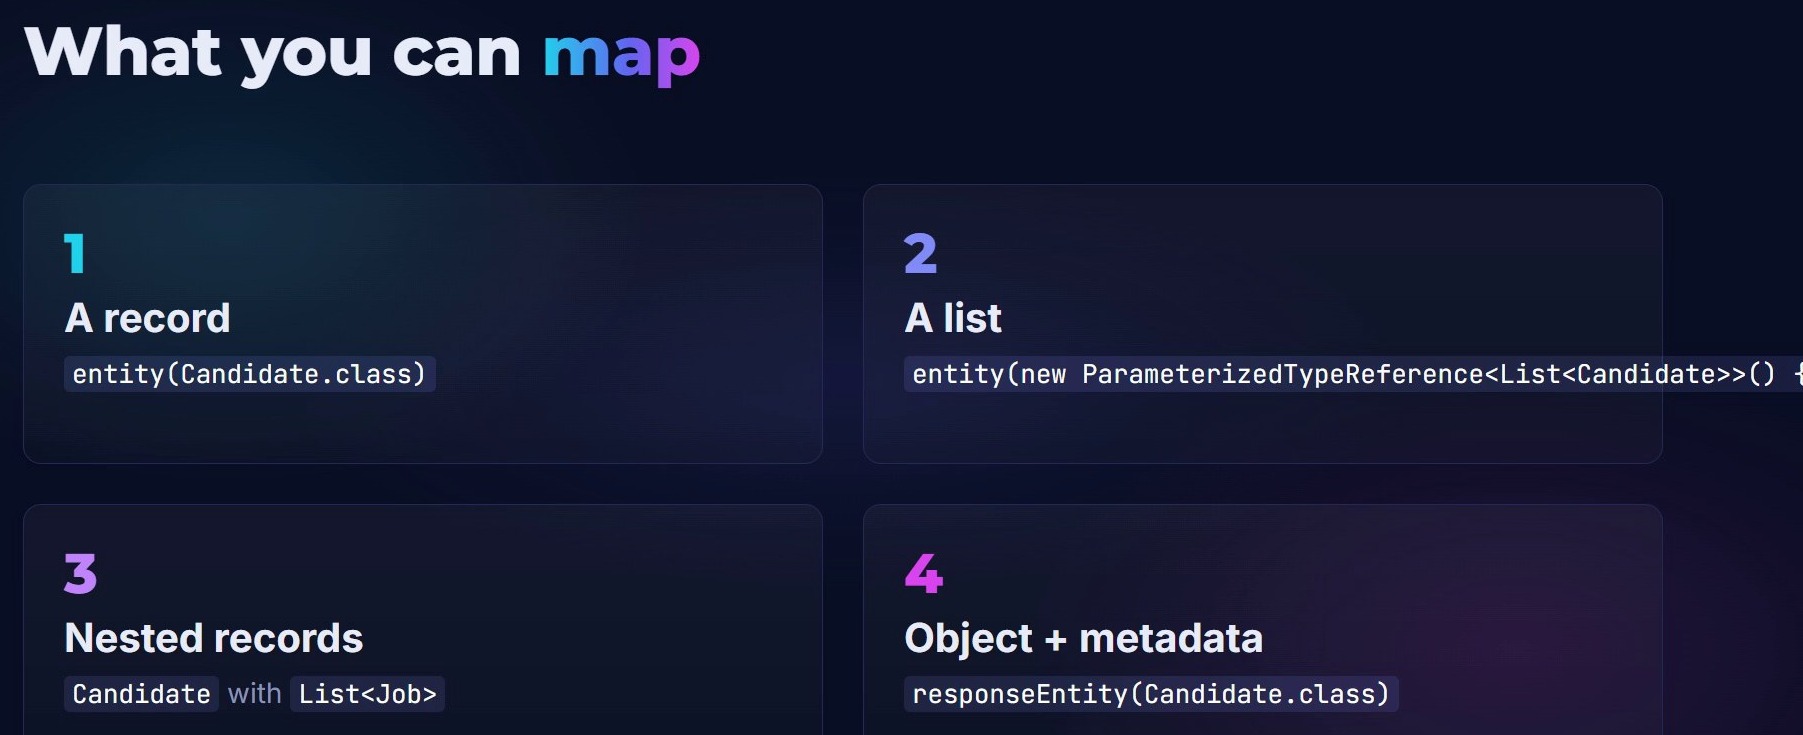 What you can map
1
A record
entity(Candidate.class)
2
A list
entity(new ParameterizedTypeReference<List<Candidate>>() {
3
Nested records
Candidate with List<Job>
4
Object + metadata
responseEntity(Candidate.class)